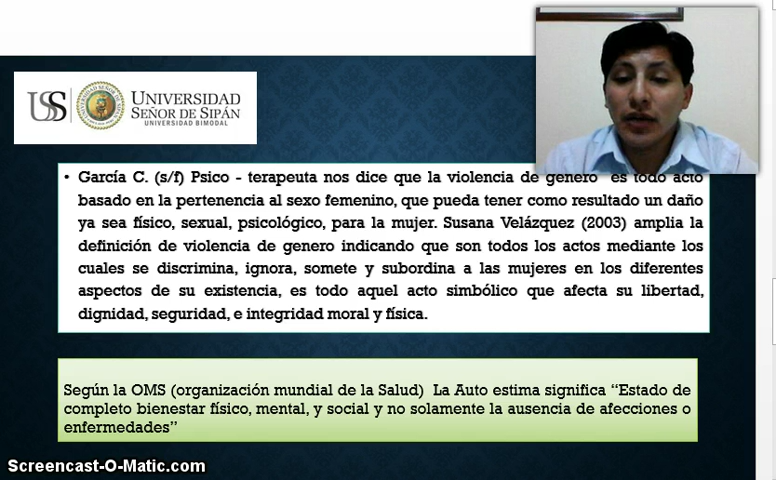 USS
UNIVERSIDAD
SEÑOR DE SIPÁN
UNIVERSIDAD BIMODAL
• García C. (s/f) Psico - terapeuta nos dice que la violencia de genero es todo acto
basado en la pertenencia al sexo femenino, que pueda tener como resultado un daño
ya sea físico, sexual, psicológico, para la mujer. Susana Velázquez (2003) amplia la
definición de violencia de genero indicando que son todos los actos mediante los
cuales se discrimina, ignora, somete y subordina a las mujeres en los diferentes
aspectos de su existencia, es todo aquel acto simbólico que afecta su libertad,
dignidad, seguridad, e integridad moral y física.
Según la OMS (organización mundial de la Salud) La Auto estima significa “Estado de
completo bienestar físico, mental, y social y no solamente la ausencia de afecciones o
enfermedades”
Screencast-O-Matic.com